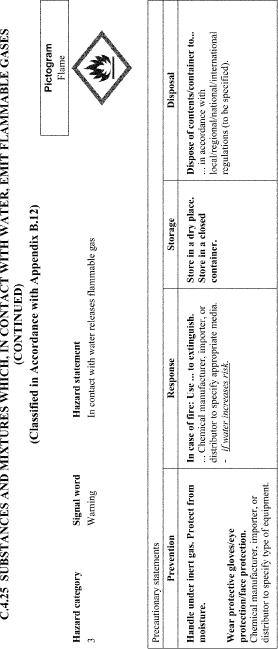 C.4.25 SUBSTANCES AND MIXTURES WHICH, IN CONTACT WITH WATER, EMIT FLAMMABLE GASES
(CONTINUED)
(Classified in Accordance with Appendix B.12)
Pictogram
Flame
Hazard category
3
Signal word
Warning
Hazard statement
In contact with water releases flammable gas
Precautionary statements
Prevention
Handle under inert gas. Protect from
moisture.
Wear protective gloves/eye
protection/face protection.
Chemical manufacturer, importer, or
distributor to specify type of equipment.
Response
In case of fire: Use ... to extinguish.
... Chemical manufacturer, importer, or
distributor to specify appropriate media.
- if water increases risk.
Storage
Store in a dry place.
Store in a closed
container.
Disposal
Dispose of contents/container to...
... in accordance with
local/regional/national/international
regulations (to be specified).